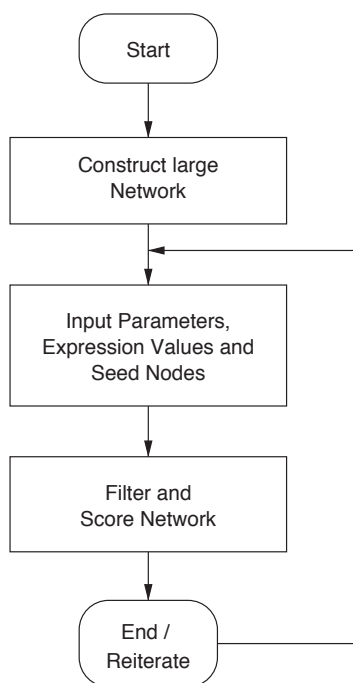 Start
Construct large
Network
Input Parameters,
Expression Values and
Seed Nodes
Filter and
Score Network
End /
Reiterate